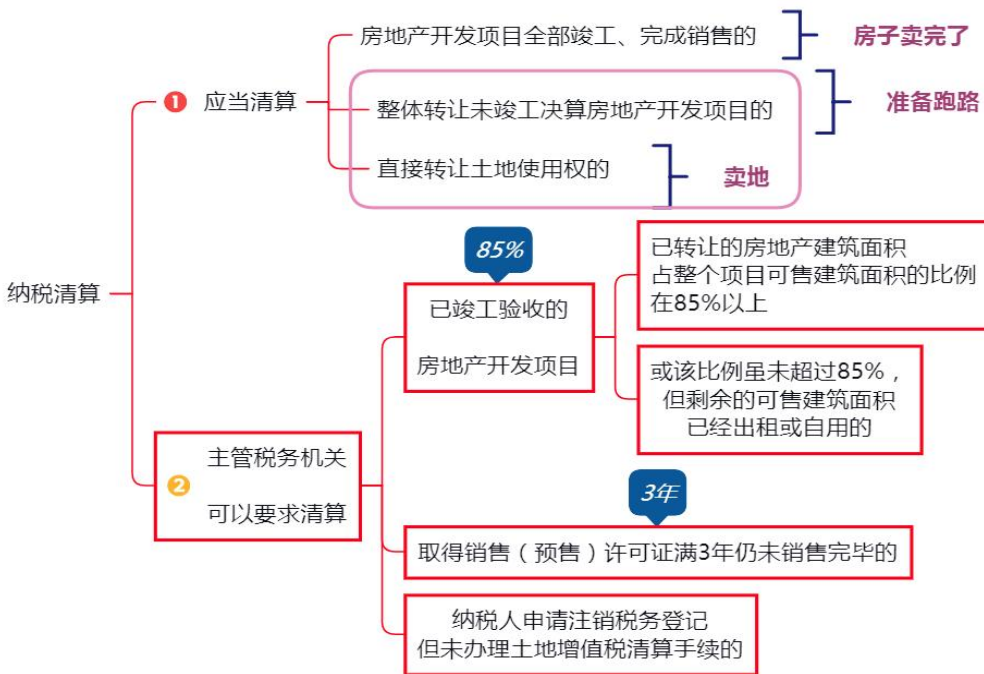 纳税清算
❶ 应当清算
房地产开发项目全部竣工、完成销售的
房子卖完了
整体转让未竣工决算房地产开发项目的
准备跑路
直接转让土地使用权的
卖地
❷ 主管税务机关
可以要求清算
85%
已竣工验收的
房地产开发项目
已转让的房地产建筑面积
占整个项目可售建筑面积的比例
在85%以上
或该比例虽未超过85%，
但剩余的可售建筑面积
已经出租或自用的
3年
取得销售（预售）许可证满3年仍未销售完毕的
纳税人申请注销税务登记
但未办理土地增值税清算手续的